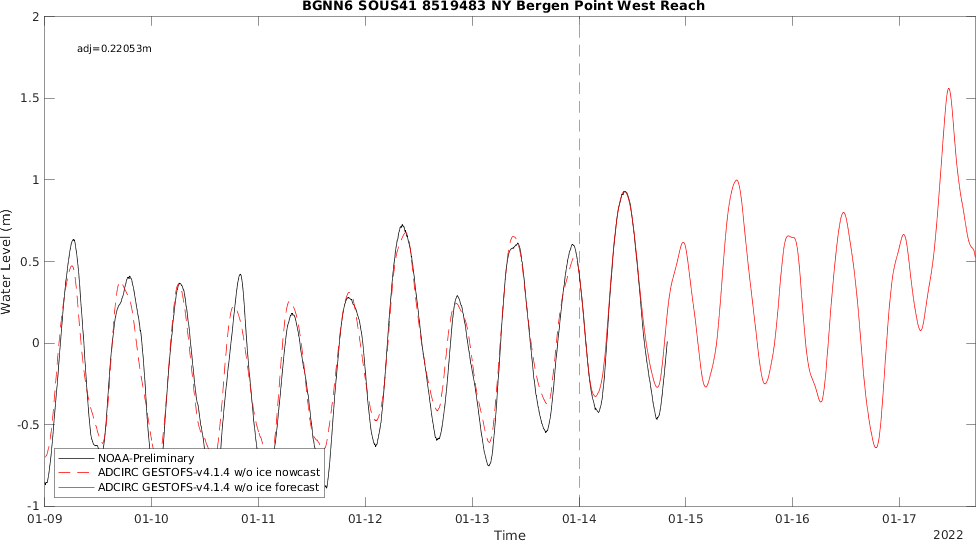 BGNN6 SOUS41 8519483 NY Bergen Point West Reach
adj=0.22053m
Water Level (m)
2
1.5
1
0.5
0
-0.5
-1
NOAA-Preliminary
ADCIRC GESTOFS-v4.1.4 w/o ice nowcast
ADCIRC GESTOFS-v4.1.4 w/o ice forecast
01-09 01-10 01-11 01-12 01-13 01-14 01-15 01-16 01-17
Time
2022